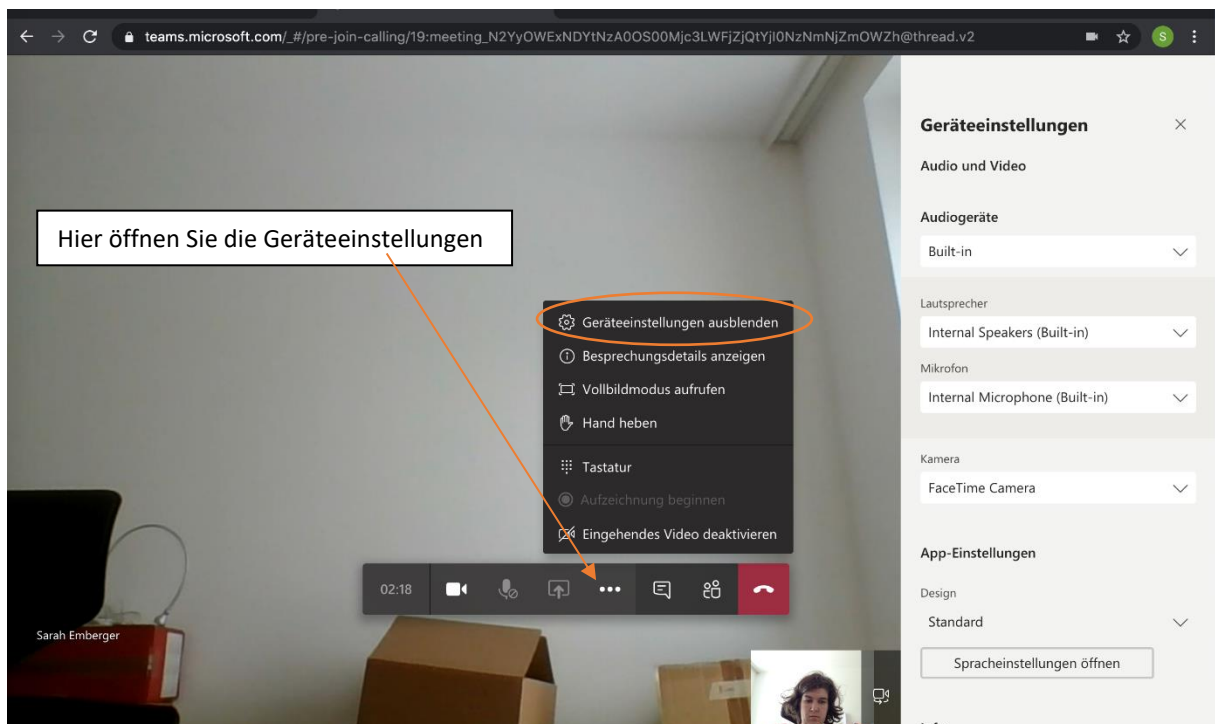 teams.microsoft.com/_#/pre-join-calling/19:meeting_N2YyOWExNDYtNzA0OS00Mjc3LWFjZjQtYjI0NzNmNjZmOWZh@thread.v2
S
Hier öffnen Sie die Geräteeinstellungen
Geräteeinstellungen ausblenden
Besprechungsdetails anzeigen
Vollbildmodus aufrufen
Hand heben
Tastatur
Aufzeichnung beginnen
Eingehendes Video deaktivieren
02:18
Sarah Emberger
Geräteeinstellungen
Audio und Video
Audiogeräte
Built-in
Lautsprecher
Internal Speakers (Built-in)
Mikrofon
Internal Microphone (Built-in)
Kamera
FaceTime Camera
App-Einstellungen
Design
Standard
Spracheinstellungen öffnen